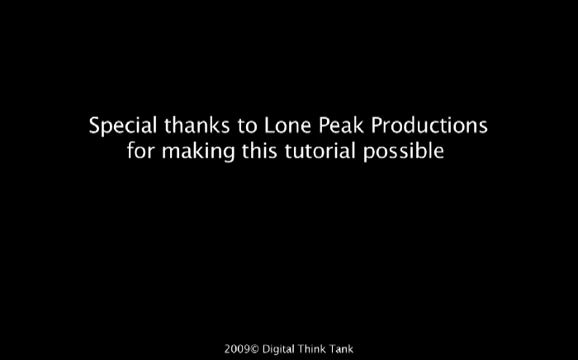 Special thanks to Lone Peak Productions
for making this tutorial possible
2009© Digital Think Tank